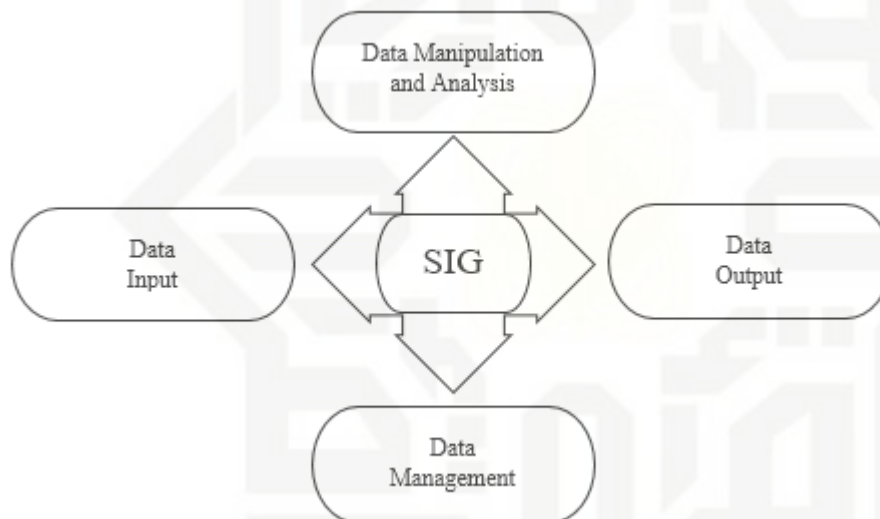 Data Manipulation
and Analysis
Data
Input
SIG
Data
Output
Data
Management